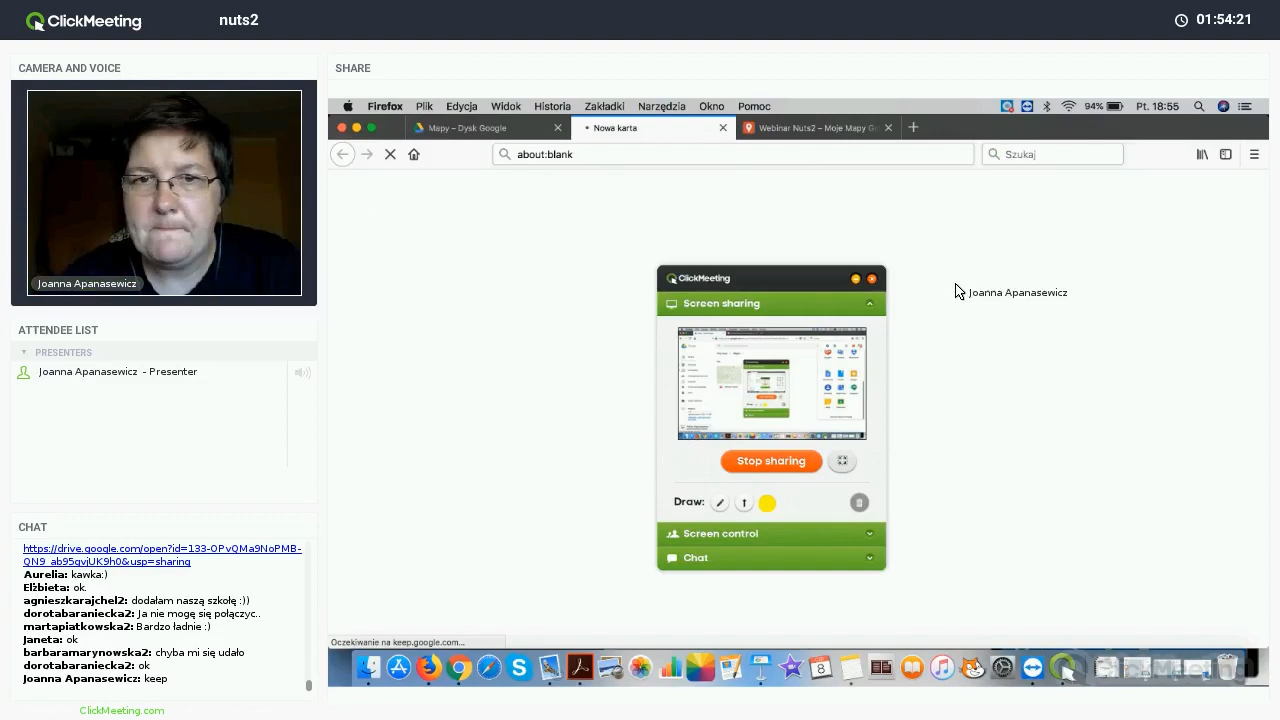 ClickMeeting
nuts2
01:54:21
CAMERA AND VOICE
Joanna Apanasewicz
ATTENDEE LIST
PRESENTERS
Joanna Apanasewicz - Presenter
CHAT
https://drive.google.com/open?id=133-OPvQMa9NoPMB-
QN9_ab95gvjUK9h0&usp=sharing
Aurelia: kawka:)
Elżbieta: ok.
agnieszkarajchel2: dodałam naszą szkołę :))
dorotabaraniecka2: Ja nie mogę się połączyc..
martapiatkowska2: Bardzo ładnie :)
Janeta: ok
barbaramarynowska2: chyba mi się udało
dorotabaraniecka2: ok
Joanna Apanasewicz: keep
ClickMeeting.com
SHARE
Firefox Plik Edycja Widok Historia Zakładki Narzędzia Okno Pomoc 94% Pt. 18:55
Mapy – Dysk Google
Nowa karta
Webinar Nuts2 – Moje Mapy Go
about:blank
Szukaj
ClickMeeting
Screen sharing
Stop sharing
Draw:
Screen control
Chat
Joanna Apanasewicz
Oczekiwanie na keep.google.com...
8
ClickMeeting